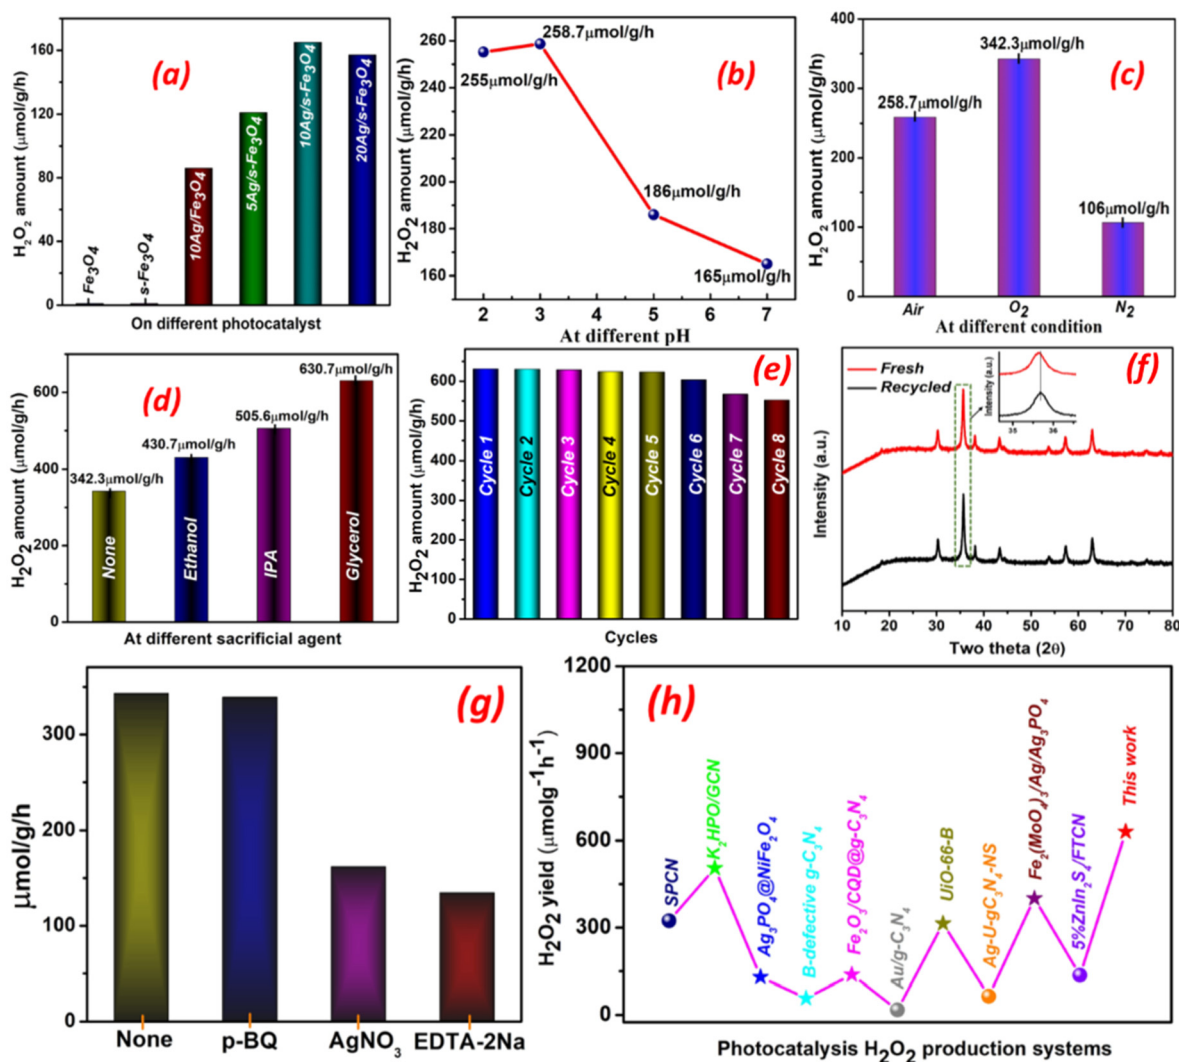 (a)
H₂O₂ amount (μmol/g/h)
160
120
80
40
0
Fe₃O₄
s-Fe₃O₄
10Ag/Fe₃O₄
5Ag/s-Fe₃O₄
10Ag/s-Fe₃O₄
20Ag/s-Fe₃O₄
On different photocatalyst
(b)
H₂O₂ amount (μmol/g/h)
260
240
220
200
180
160
255μmol/g/h
258.7μmol/g/h
186μmol/g/h
165μmol/g/h
2 3 4 5 6 7
At different pH
(c)
H₂O₂ amount (μmol/g/h)
400
300
200
100
0
258.7μmol/g/h
342.3μmol/g/h
106μmol/g/h
Air O₂ N₂
At different condition
(d)
H₂O₂ amount (μmol/g/h)
600
400
200
0
342.3μmol/g/h
430.7μmol/g/h
505.6μmol/g/h
630.7μmol/g/h
None
Ethanol
IPA
Glycerol
At different sacrificial agent
(e)
H₂O₂ amount (μmol/g/h)
600
500
400
300
200
100
0
Cycle 1
Cycle 2
Cycle 3
Cycle 4
Cycle 5
Cycle 6
Cycle 7
Cycle 8
Cycles
(f)
Fresh
Recycled
Intensity (a.u.)
Intensity (a.u.)
35 36
10 20 30 40 50 60 70 80
Two theta (2θ)
(g)
μmol/g/h
300
200
100
0
None p-BQ AgNO₃ EDTA-2Na
(h)
H₂O₂ yield (μmolg⁻¹h⁻¹)
1200
900
600
300
0
SPCN
K₂HPO/GCN
Ag₃PO₄@NiFe₂O₄
B-defective g-C₃N₄
Fe₂O₃/CQD@g-C₃N₄
Au/g-C₃N₄
UiO-66-B
Ag-U-gC₃N₄-NS
Fe₂(MoO₄)₃/Ag/Ag₃PO₄
5%ZnIn₂S₄/FTCN
This work
Photocatalysis H₂O₂ production systems